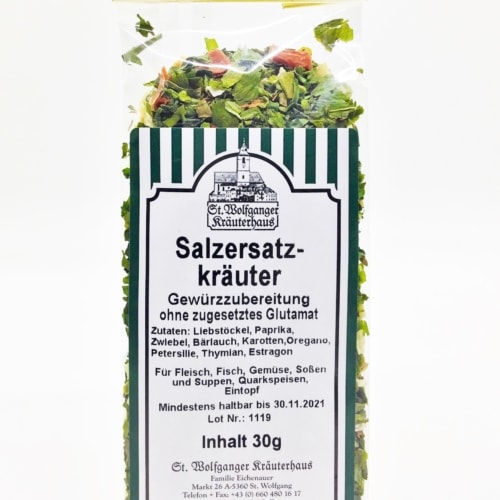 St. Wolfganger
Kräuterhaus
Salzersatz-
kräuter
Gewürzzubereitung
ohne zugesetztes Glutamat
Zutaten: Liebstöckel, Paprika,
Zwiebel, Bärlauch, Karotten,Oregano,
Petersilie, Thymian, Estragon
Für Fleisch, Fisch, Gemüse, Soßen
und Suppen, Quarkspeisen,
Eintopf
Mindestens haltbar bis 30.11.2021
Lot Nr.: 1119
Inhalt 30g
St. Wolfganger Kräuterhaus
Familie Eichenauer
Markt 26 A-5360 St. Wolfgang
Telefon + Fax: +43 (0) 660 480 16 17